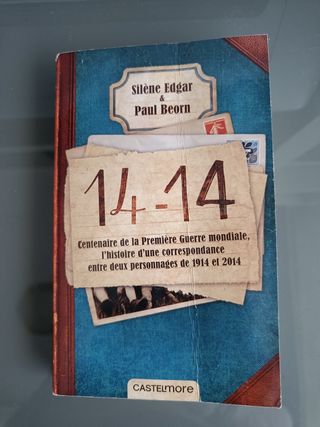 Silène Edgar
&
Paul Beorn
14-14
Centenaire de la Première Guerre mondiale,
l'histoire d'une correspondance
entre deux personnages de 1914 et 2014
CASTELMORE